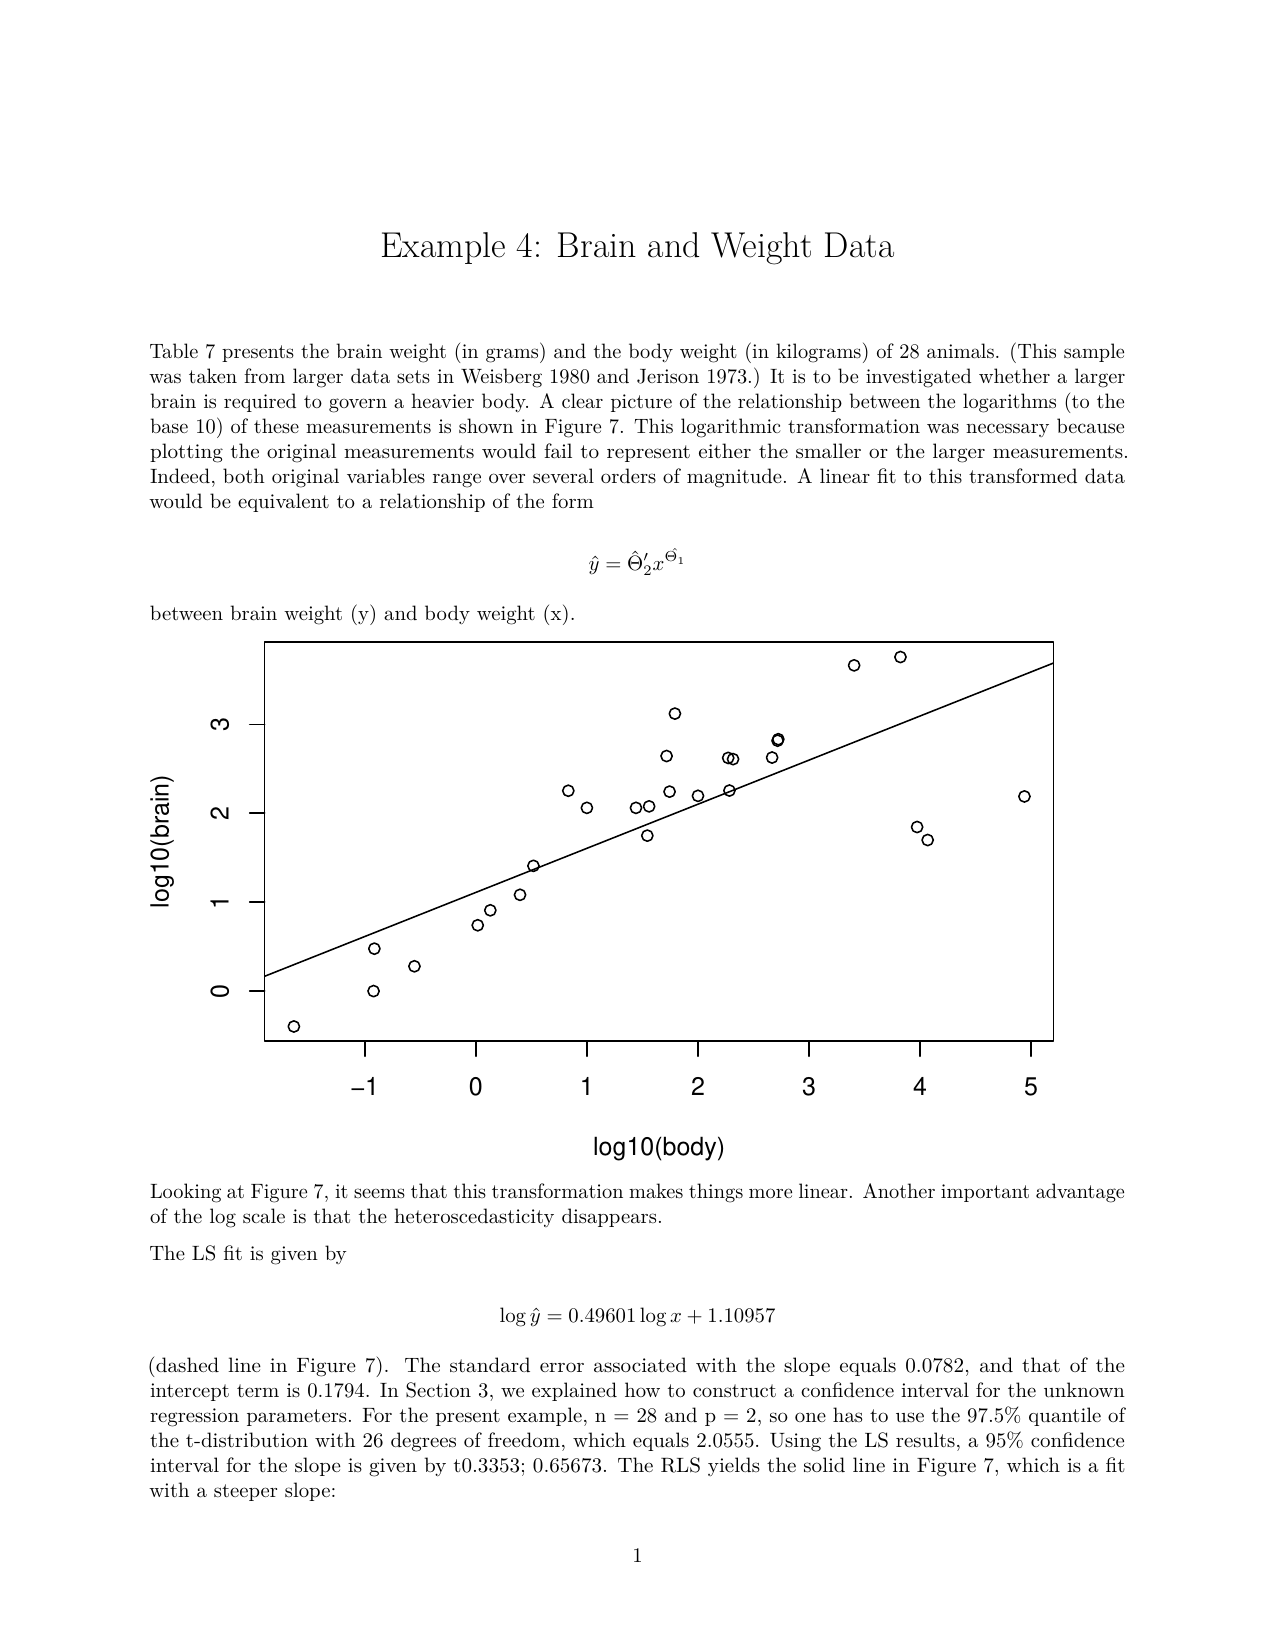 Example 4: Brain and Weight Data
Table 7 presents the brain weight (in grams) and the body weight (in kilograms) of 28 animals. (This sample
was taken from larger data sets in Weisberg 1980 and Jerison 1973.) It is to be investigated whether a larger
brain is required to govern a heavier body. A clear picture of the relationship between the logarithms (to the
base 10) of these measurements is shown in Figure 7. This logarithmic transformation was necessary because
plotting the original measurements would fail to represent either the smaller or the larger measurements.
Indeed, both original variables range over several orders of magnitude. A linear fit to this transformed data
would be equivalent to a relationship of the form
ŷ = Θ̂′₂x^Θ̂₁
between brain weight (y) and body weight (x).
log10(brain)
3
2
1
0
−1 0 1 2 3 4 5
log10(body)
Looking at Figure 7, it seems that this transformation makes things more linear. Another important advantage
of the log scale is that the heteroscedasticity disappears.
The LS fit is given by
log ŷ = 0.49601 log x + 1.10957
(dashed line in Figure 7). The standard error associated with the slope equals 0.0782, and that of the
intercept term is 0.1794. In Section 3, we explained how to construct a confidence interval for the unknown
regression parameters. For the present example, n = 28 and p = 2, so one has to use the 97.5% quantile of
the t-distribution with 26 degrees of freedom, which equals 2.0555. Using the LS results, a 95% confidence
interval for the slope is given by t0.3353; 0.65673. The RLS yields the solid line in Figure 7, which is a fit
with a steeper slope:
1